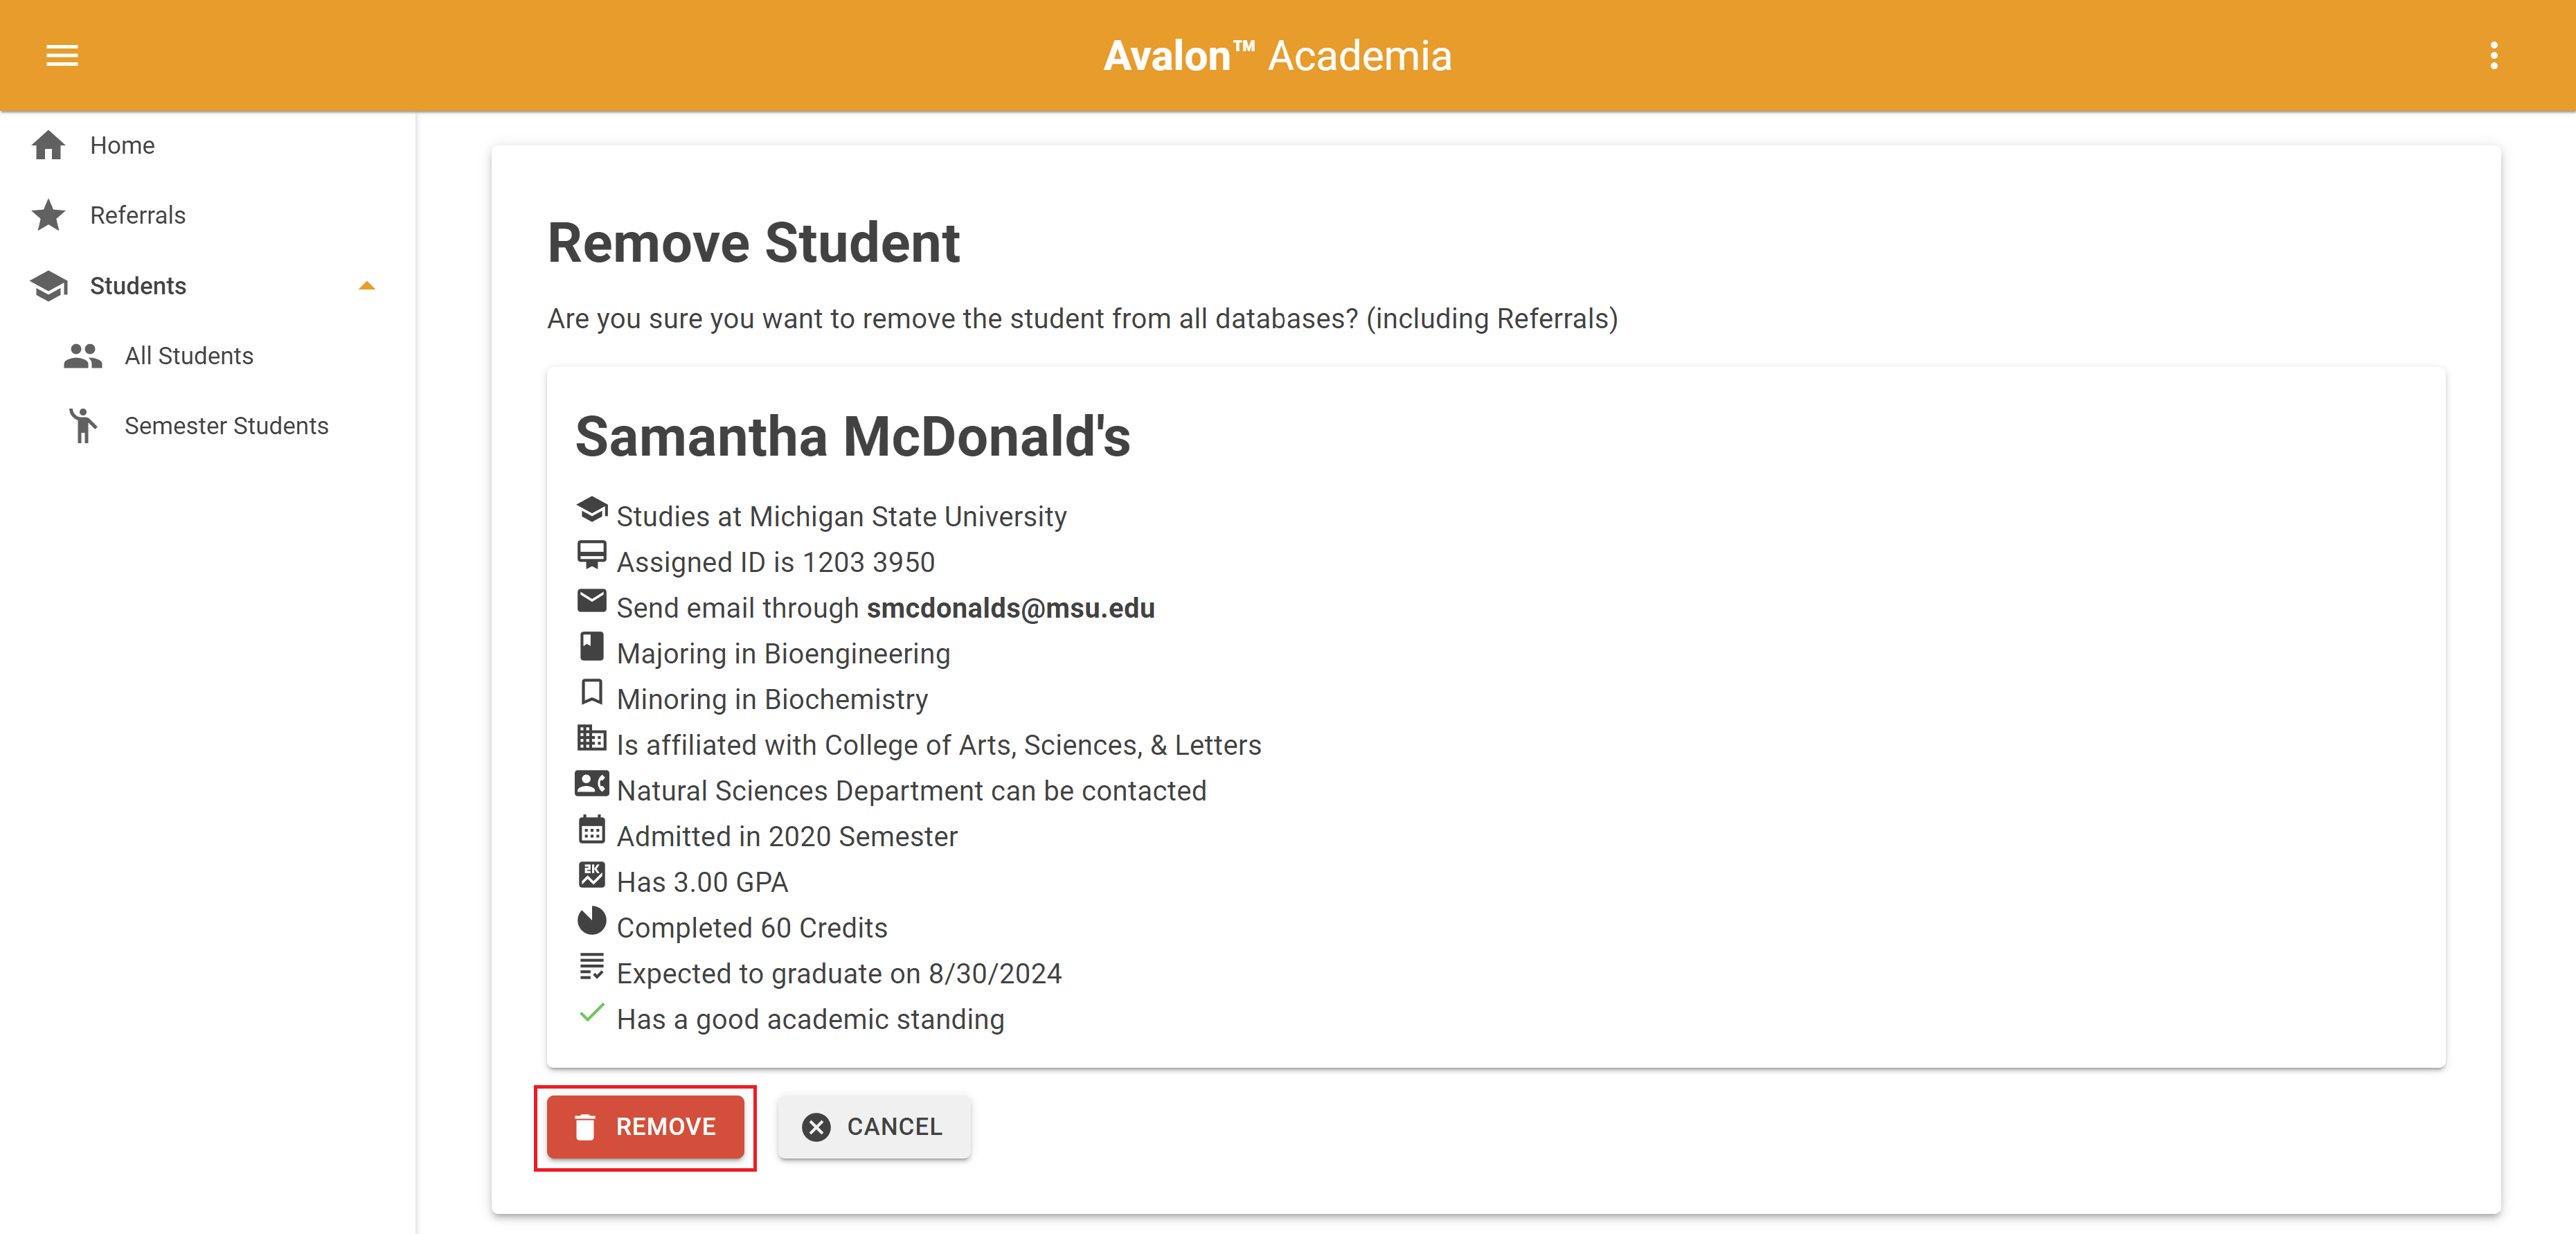 Avalon™ Academia
Home
Referrals
Students
All Students
Semester Students
Remove Student
Are you sure you want to remove the student from all databases? (including Referrals)
Samantha McDonald's
Studies at Michigan State University
Assigned ID is 1203 3950
Send email through smcdonalds@msu.edu
Majoring in Bioengineering
Minoring in Biochemistry
Is affiliated with College of Arts, Sciences, & Letters
Natural Sciences Department can be contacted
Admitted in 2020 Semester
2K
Has 3.00 GPA
Completed 60 Credits
Expected to graduate on 8/30/2024
Has a good academic standing
REMOVE
CANCEL